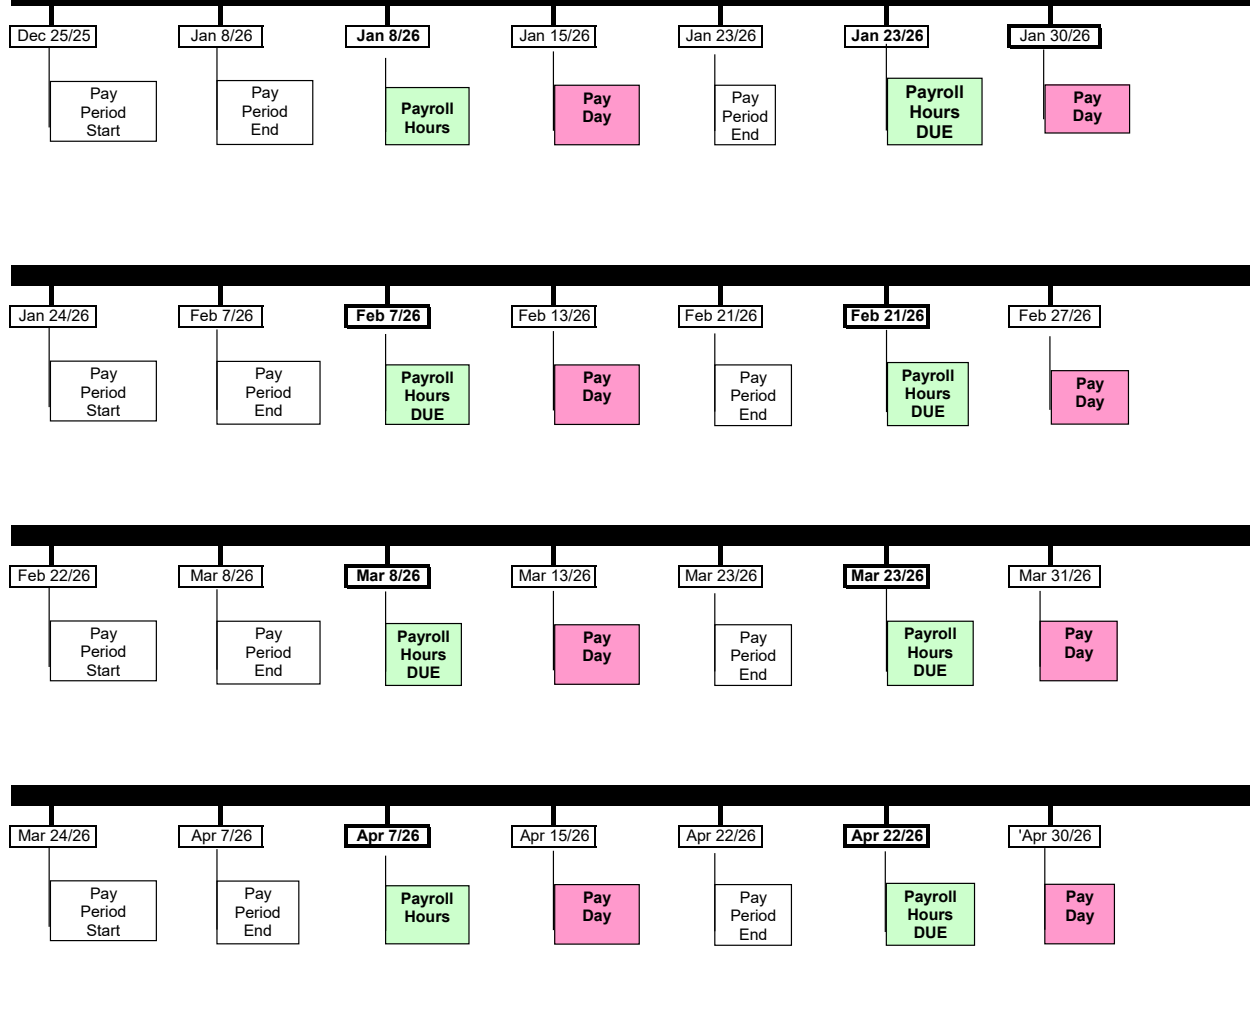 Dec 25/25
Jan 8/26
Jan 8/26
Jan 15/26
Jan 23/26
Jan 23/26
Jan 30/26
Pay
Period
Start
Pay
Period
End
Payroll
Hours
Pay
Day
Pay
Period
End
Payroll
Hours
DUE
Pay
Day
Jan 24/26
Feb 7/26
Feb 7/26
Feb 13/26
Feb 21/26
Feb 21/26
Feb 27/26
Pay
Period
Start
Pay
Period
End
Payroll
Hours
DUE
Pay
Day
Pay
Period
End
Payroll
Hours
DUE
Pay
Day
Feb 22/26
Mar 8/26
Mar 8/26
Mar 13/26
Mar 23/26
Mar 23/26
Mar 31/26
Pay
Period
Start
Pay
Period
End
Payroll
Hours
DUE
Pay
Day
Pay
Period
End
Payroll
Hours
DUE
Pay
Day
Mar 24/26
Apr 7/26
Apr 7/26
Apr 15/26
Apr 22/26
Apr 22/26
'Apr 30/26
Pay
Period
Start
Pay
Period
End
Payroll
Hours
Pay
Day
Pay
Period
End
Payroll
Hours
DUE
Pay
Day